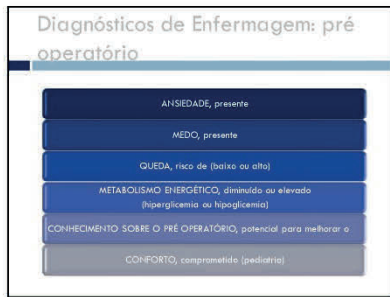 Diagnósticos de Enfermagem: pré
operatório
ANSIEDADE, presente
MEDO, presente
QUEDA, risco de (baixo ou alto)
METABOLISMO ENERGÉTICO, diminuído ou elevado
(hiperglicemia ou hipoglicemia)
CONHECIMENTO SOBRE O PRÉ OPERATÓRIO, potencial para melhorar o
CONFORTO, comprometido (pediatria)